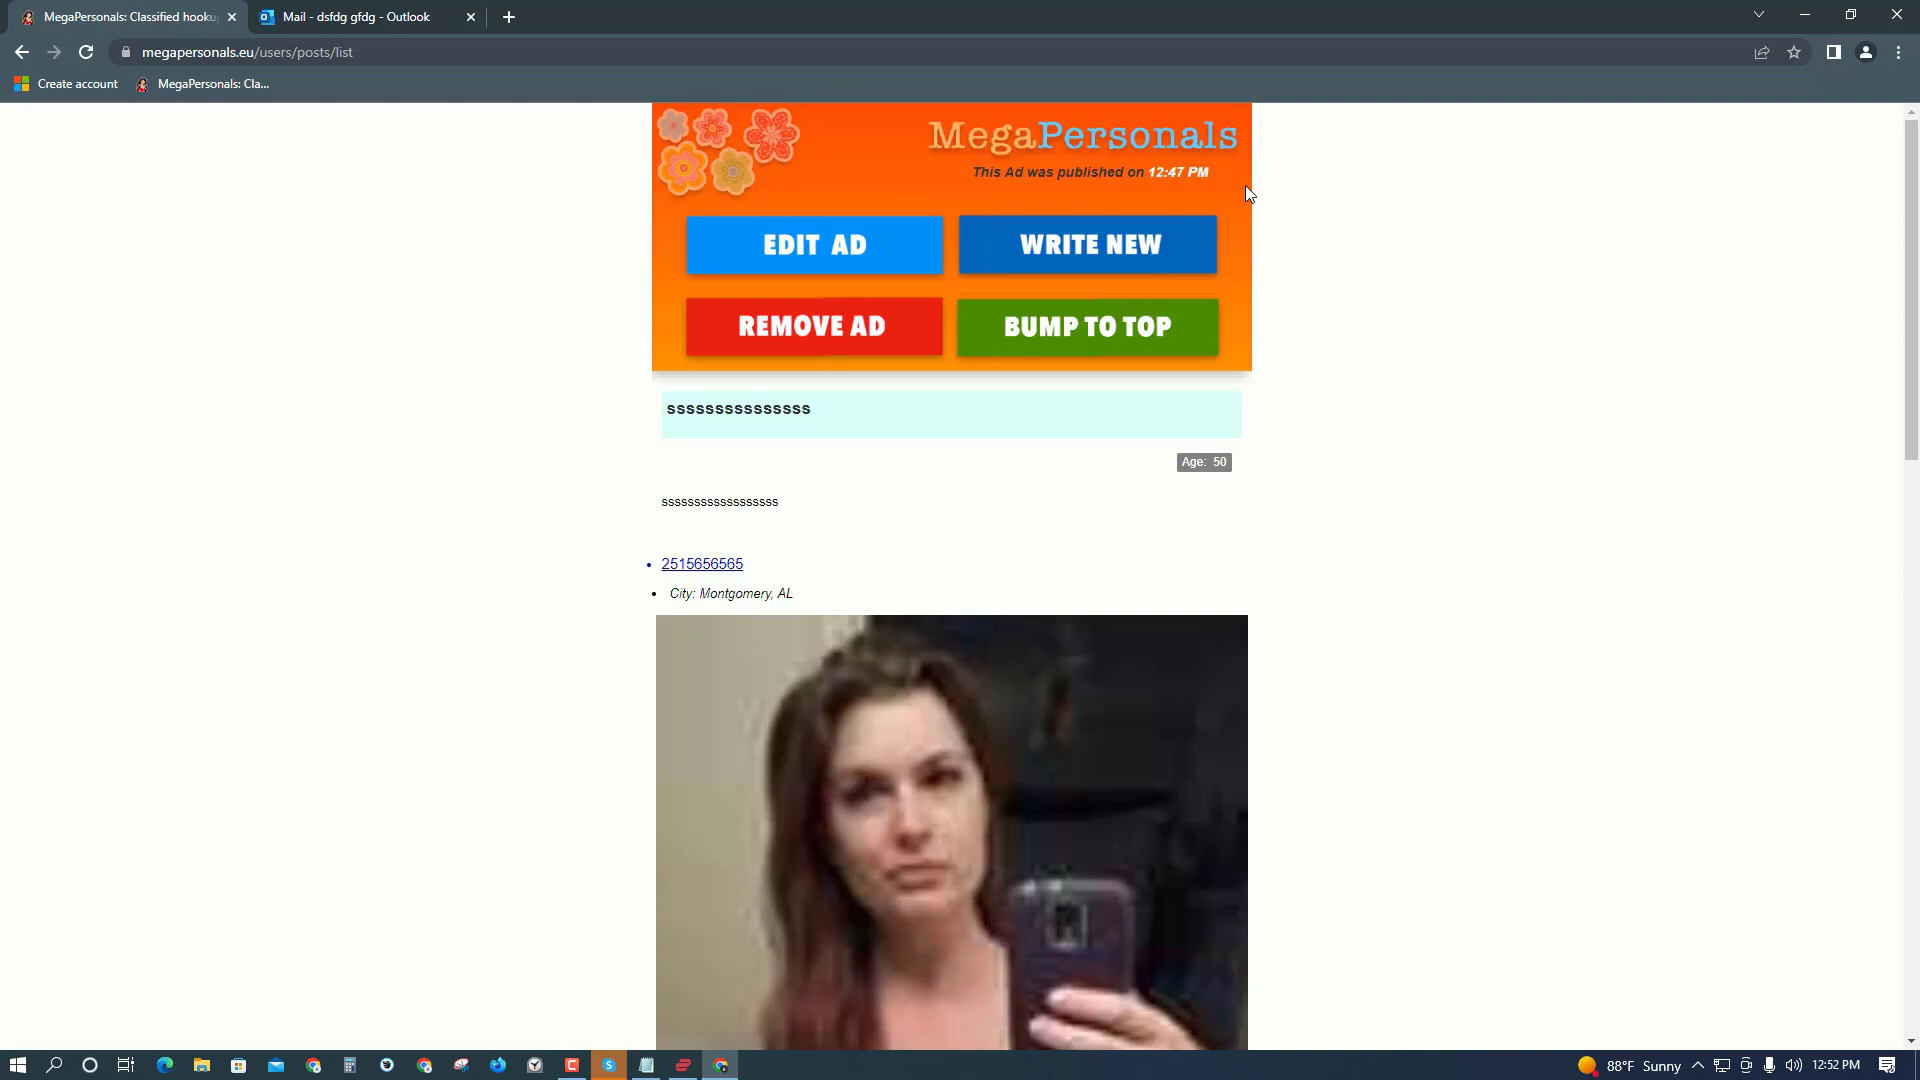 MegaPersonals: Classified hooku
Mail - dsfdg gfdg - Outlook
megapersonals.eu/users/posts/list
Create account
MegaPersonals: Cla...
MegaPersonals
This Ad was published on 12:47 PM
EDIT AD
WRITE NEW
REMOVE AD
BUMP TO TOP
sssssssssssssss
Age: 50
ssssssssssssssssss
2515656565
City: Montgomery, AL
88°F Sunny
12:52 PM